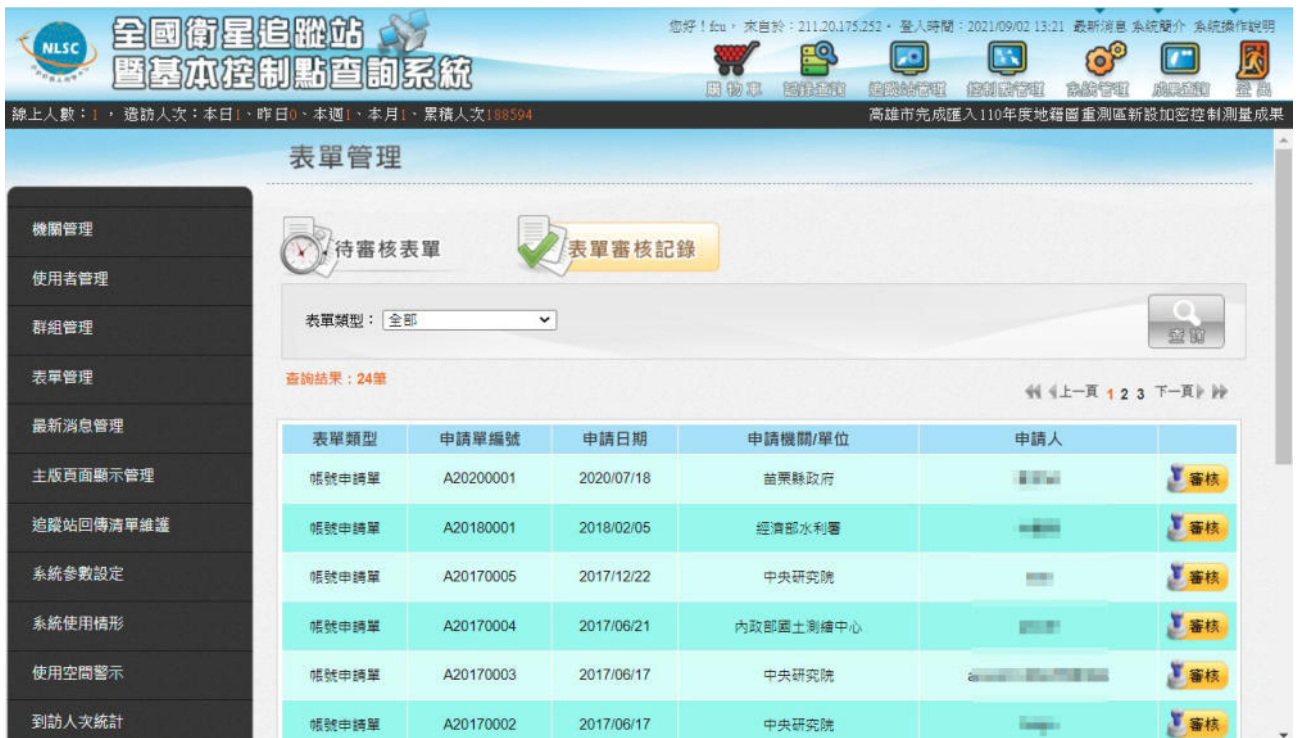 NLSC
全國衛星追蹤站
暨基本控制點查詢系統
您好！fcu， 來自於：211.20.175.252 • 登入時間：2021/09/02 13:21 最新消息 系統簡介 系統操作說明
購物車 記錄查詢 追蹤站管理 控制點管理 系統管理 成果查詢 登出
線上人數：1 ， 造訪人次：本日1、昨日0、本週1、本月1、累積人次188594
高雄市完成匯入110年度地籍圖重測區新設加密控制測量成果
表單管理
機關管理
使用者管理
群組管理
表單管理
最新消息管理
主版頁面顯示管理
追蹤站回傳清單維護
系統參數設定
系統使用情形
使用空間警示
到訪人次統計
待審核表單
表單審核記錄
表單類型： 全部
查詢
查詢結果：24筆
上一頁 1 2 3 下一頁
表單類型 申請單編號 申請日期 申請機關/單位 申請人
帳號申請單 A20200001 2020/07/18 苗栗縣政府 審核
帳號申請單 A20180001 2018/02/05 經濟部水利署 審核
帳號申請單 A20170005 2017/12/22 中央研究院 審核
帳號申請單 A20170004 2017/06/21 內政部國土測繪中心 審核
帳號申請單 A20170003 2017/06/17 中央研究院 審核
帳號申請單 A20170002 2017/06/17 中央研究院 審核